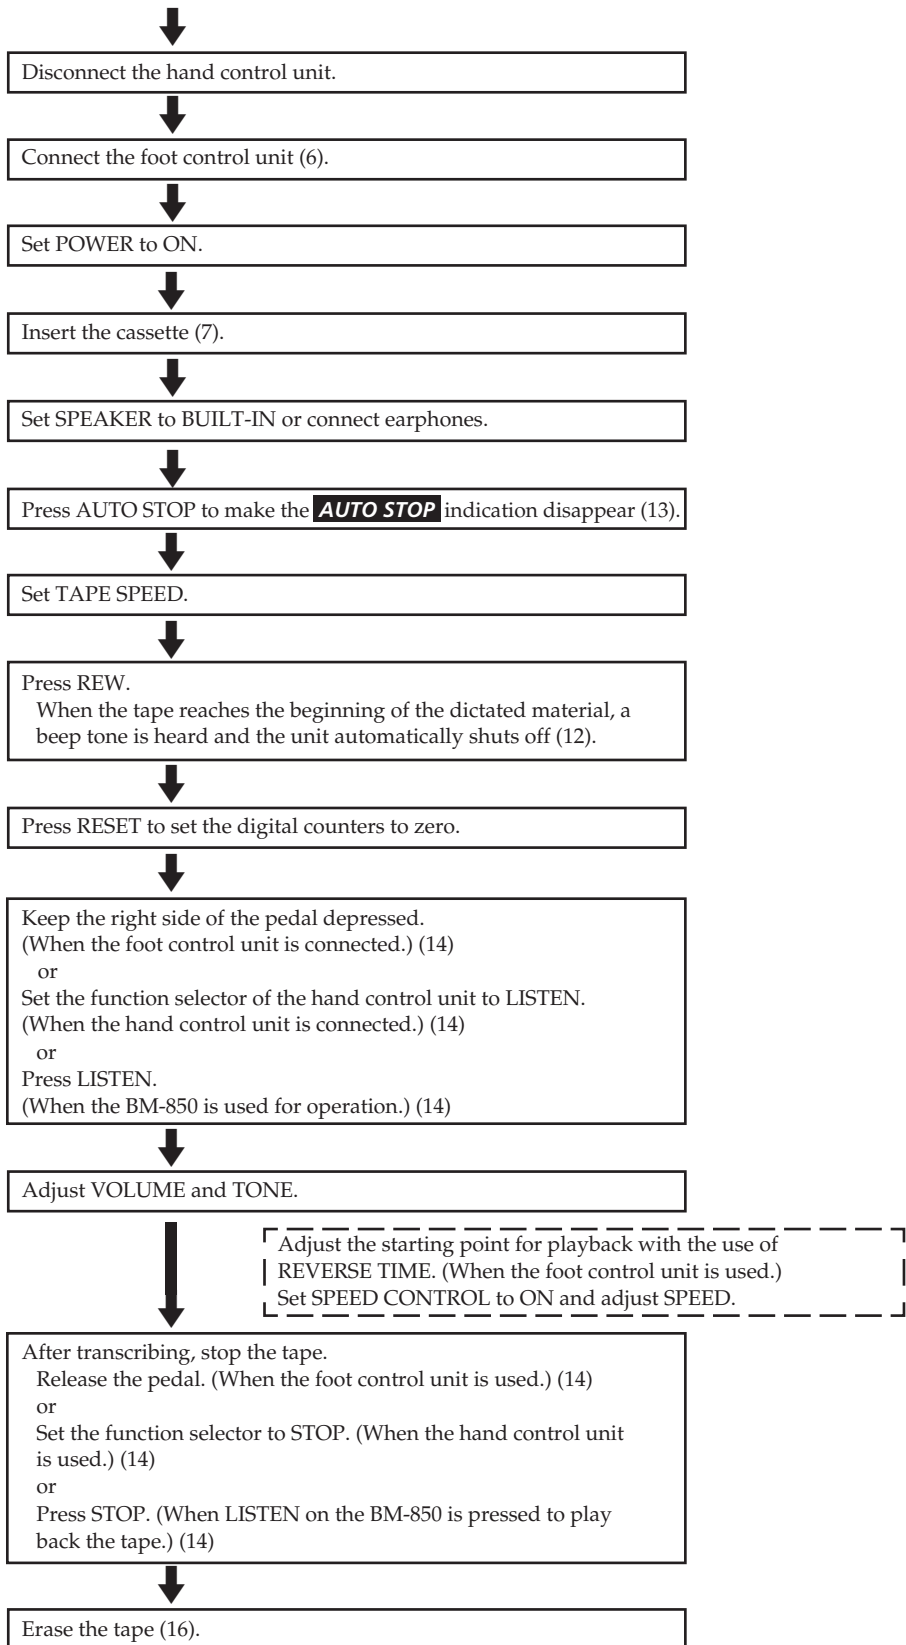 Disconnect the hand control unit.
Connect the foot control unit (6).
Set POWER to ON.
Insert the cassette (7).
Set SPEAKER to BUILT-IN or connect earphones.
Press AUTO STOP to make the AUTO STOP indication disappear (13).
Set TAPE SPEED.
Press REW.
When the tape reaches the beginning of the dictated material, a
beep tone is heard and the unit automatically shuts off (12).
Press RESET to set the digital counters to zero.
Keep the right side of the pedal depressed.
(When the foot control unit is connected.) (14)
or
Set the function selector of the hand control unit to LISTEN.
(When the hand control unit is connected.) (14)
or
Press LISTEN.
(When the BM-850 is used for operation.) (14)
Adjust VOLUME and TONE.
Adjust the starting point for playback with the use of
REVERSE TIME. (When the foot control unit is used.)
Set SPEED CONTROL to ON and adjust SPEED.
After transcribing, stop the tape.
Release the pedal. (When the foot control unit is used.) (14)
or
Set the function selector to STOP. (When the hand control unit
is used.) (14)
or
Press STOP. (When LISTEN on the BM-850 is pressed to play
back the tape.) (14)
Erase the tape (16).